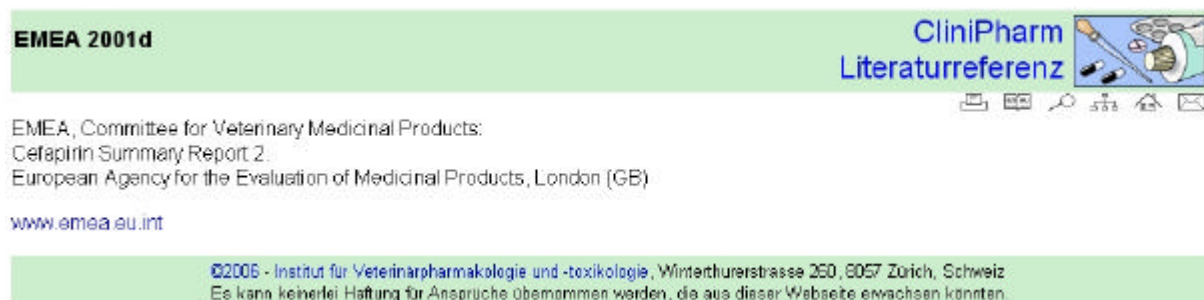 EMEA 2001d
CliniPharm
Literaturreferenz
EMEA, Committee for Veterinary Medicinal Products:
Cefapirin Summary Report 2.
European Agency for the Evaluation of Medicinal Products, London (GB)
www.emea.eu.int
©2006 - Institut für Veterinärpharmakologie und -toxikologie, Winterthurerstrasse 260, 8057 Zürich, Schweiz
Es kann keinerlei Haftung für Ansprüche übernommen werden, die aus dieser Webseite erwachsen könnten.